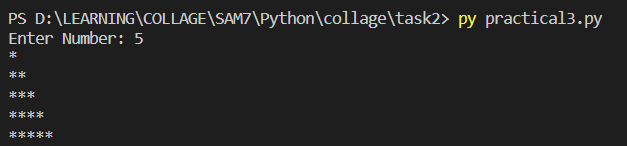 PS D:\LEARNING\COLLAGE\SAM7\Python\collage\task2> py practical3.py
Enter Number: 5
*
**
***
****
*****